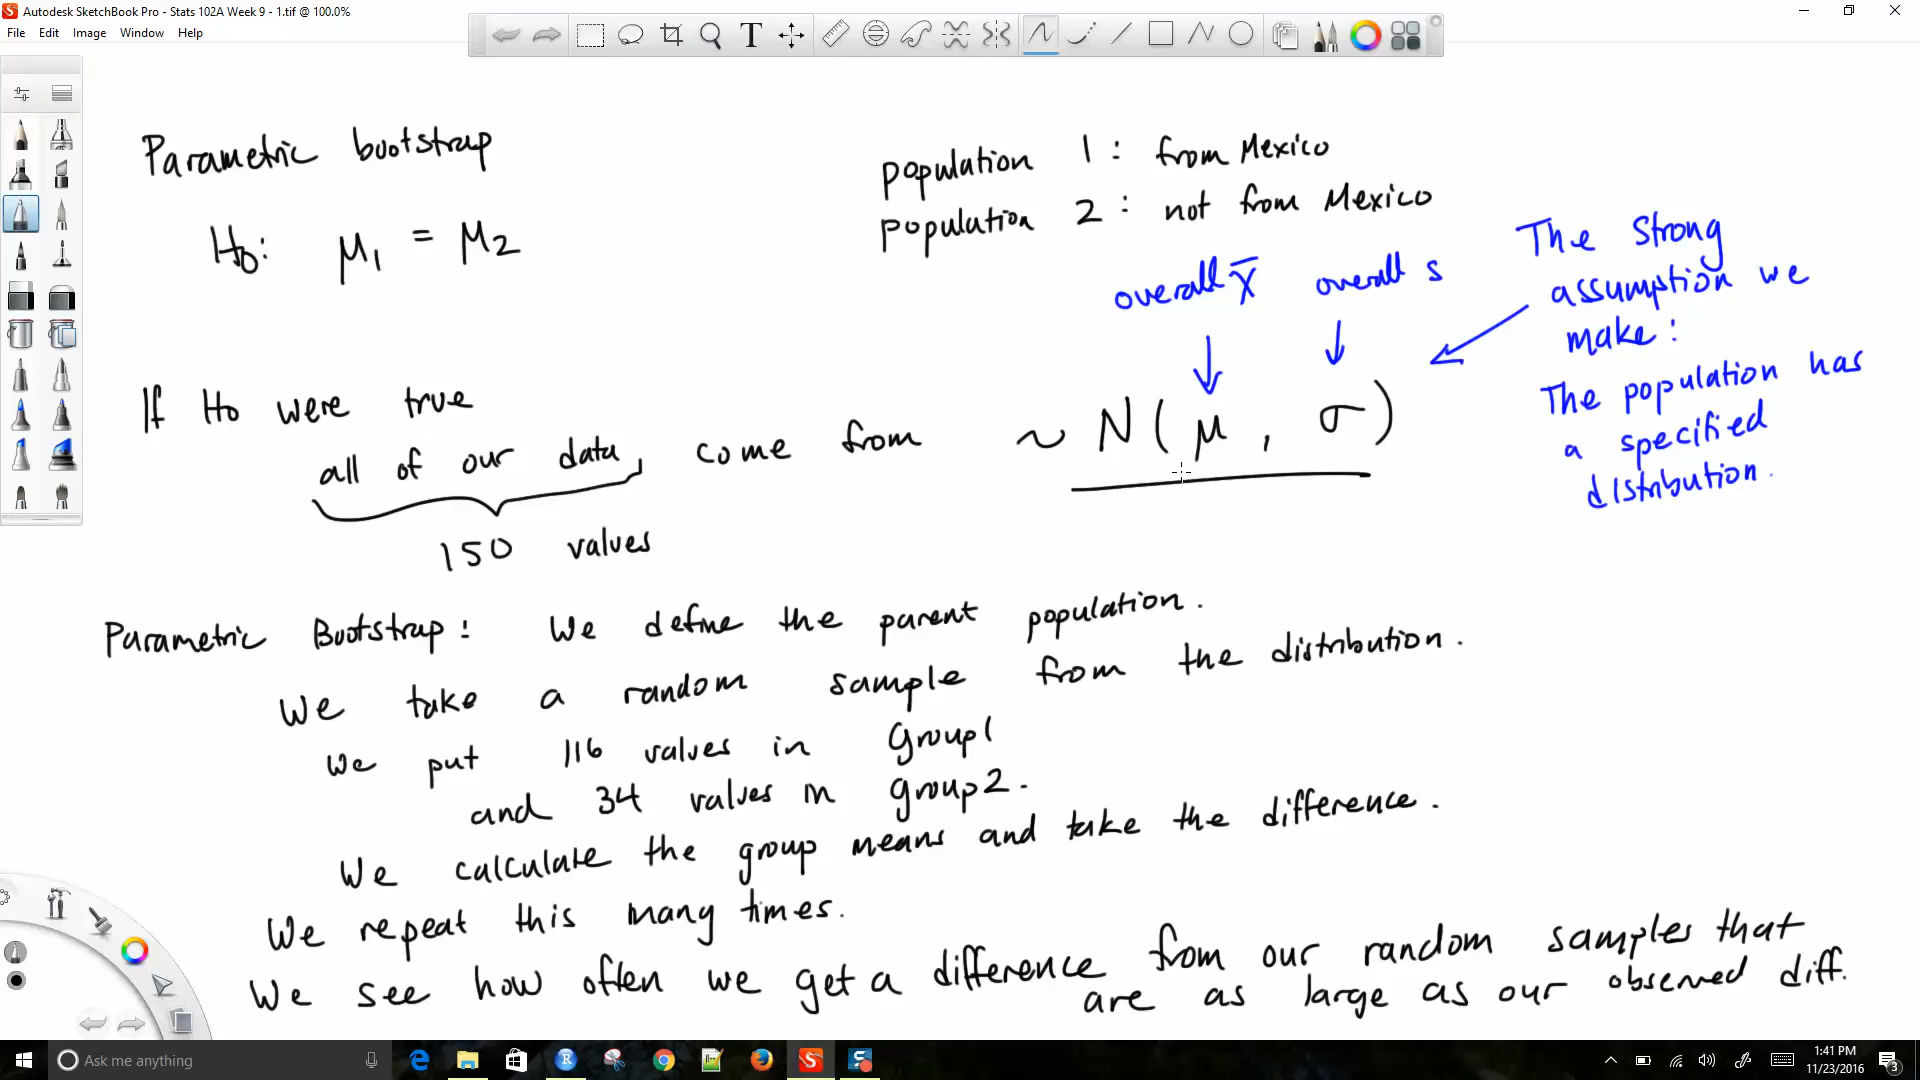 Autodesk SketchBook Pro - Stats 102A Week 9 - 1.tif @ 100.0%
File Edit Image Window Help
Parametric bootstrap
H0: μ1 = μ2
population 1: from Mexico
population 2: not from Mexico
overall x̄ overall s
The strong
assumption we
make:
The population has
a specified
distribution.
If Ho were true
all of our data, come from ~ N(μ, σ)
150 values
Parametric Bootstrap: We define the parent population.
We take a random sample from the distribution.
we put 116 values in group1
and 34 values in group2.
We calculate the group means and take the difference.
We repeat this many times.
We see how often we get a difference from our random samples that
are as large as our observed diff.
Ask me anything
1:41 PM
11/23/2016
3